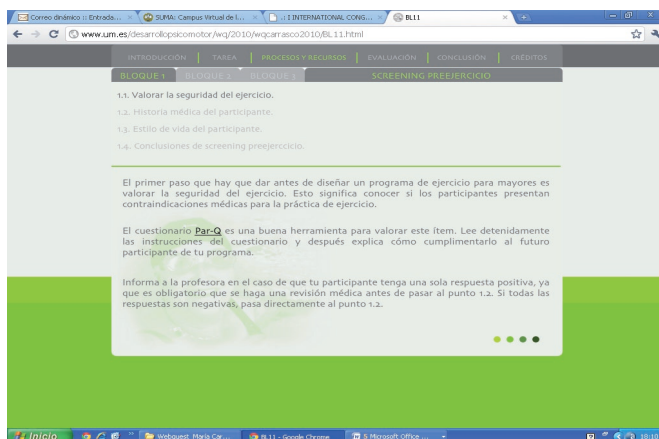 Correo dinámico :: Entrada...
SUMA: Campus Virtual de l...
.: I INTERNATIONAL CONG...
BL11
www.um.es/desarrollopsicomotor/wq/2010/wqcarrasco2010/BL11.html
INTRODUCCIÓN TAREA PROCESOS Y RECURSOS EVALUACIÓN CONCLUSIÓN CRÉDITOS
BLOQUE 1 BLOQUE 2 BLOQUE 3 SCREENING PREEJERCICIO
1.1. Valorar la seguridad del ejercicio.
1.2. Historia médica del participante.
1.3. Estilo de vida del participante.
1.4. Conclusiones de screening preejerccicio.
El primer paso que hay que dar antes de diseñar un programa de ejercicio para mayores es
valorar la seguridad del ejercicio. Esto significa conocer si los participantes presentan
contraindicaciones médicas para la práctica de ejercicio.
El cuestionario Par-Q es una buena herramienta para valorar este ítem. Lee detenidamente
las instrucciones del cuestionario y después explica cómo cumplimentarlo al futuro
participante de tu programa.
Informa a la profesora en el caso de que tu participante tenga una sola respuesta positiva, ya
que es obligatorio que se haga una revisión médica antes de pasar al punto 1.2. Si todas las
respuestas son negativas, pasa directamente al punto 1.2.
Inicio
Webquest María Car...
BL11 - Google Chrome
5 Microsoft Office ...
18:10